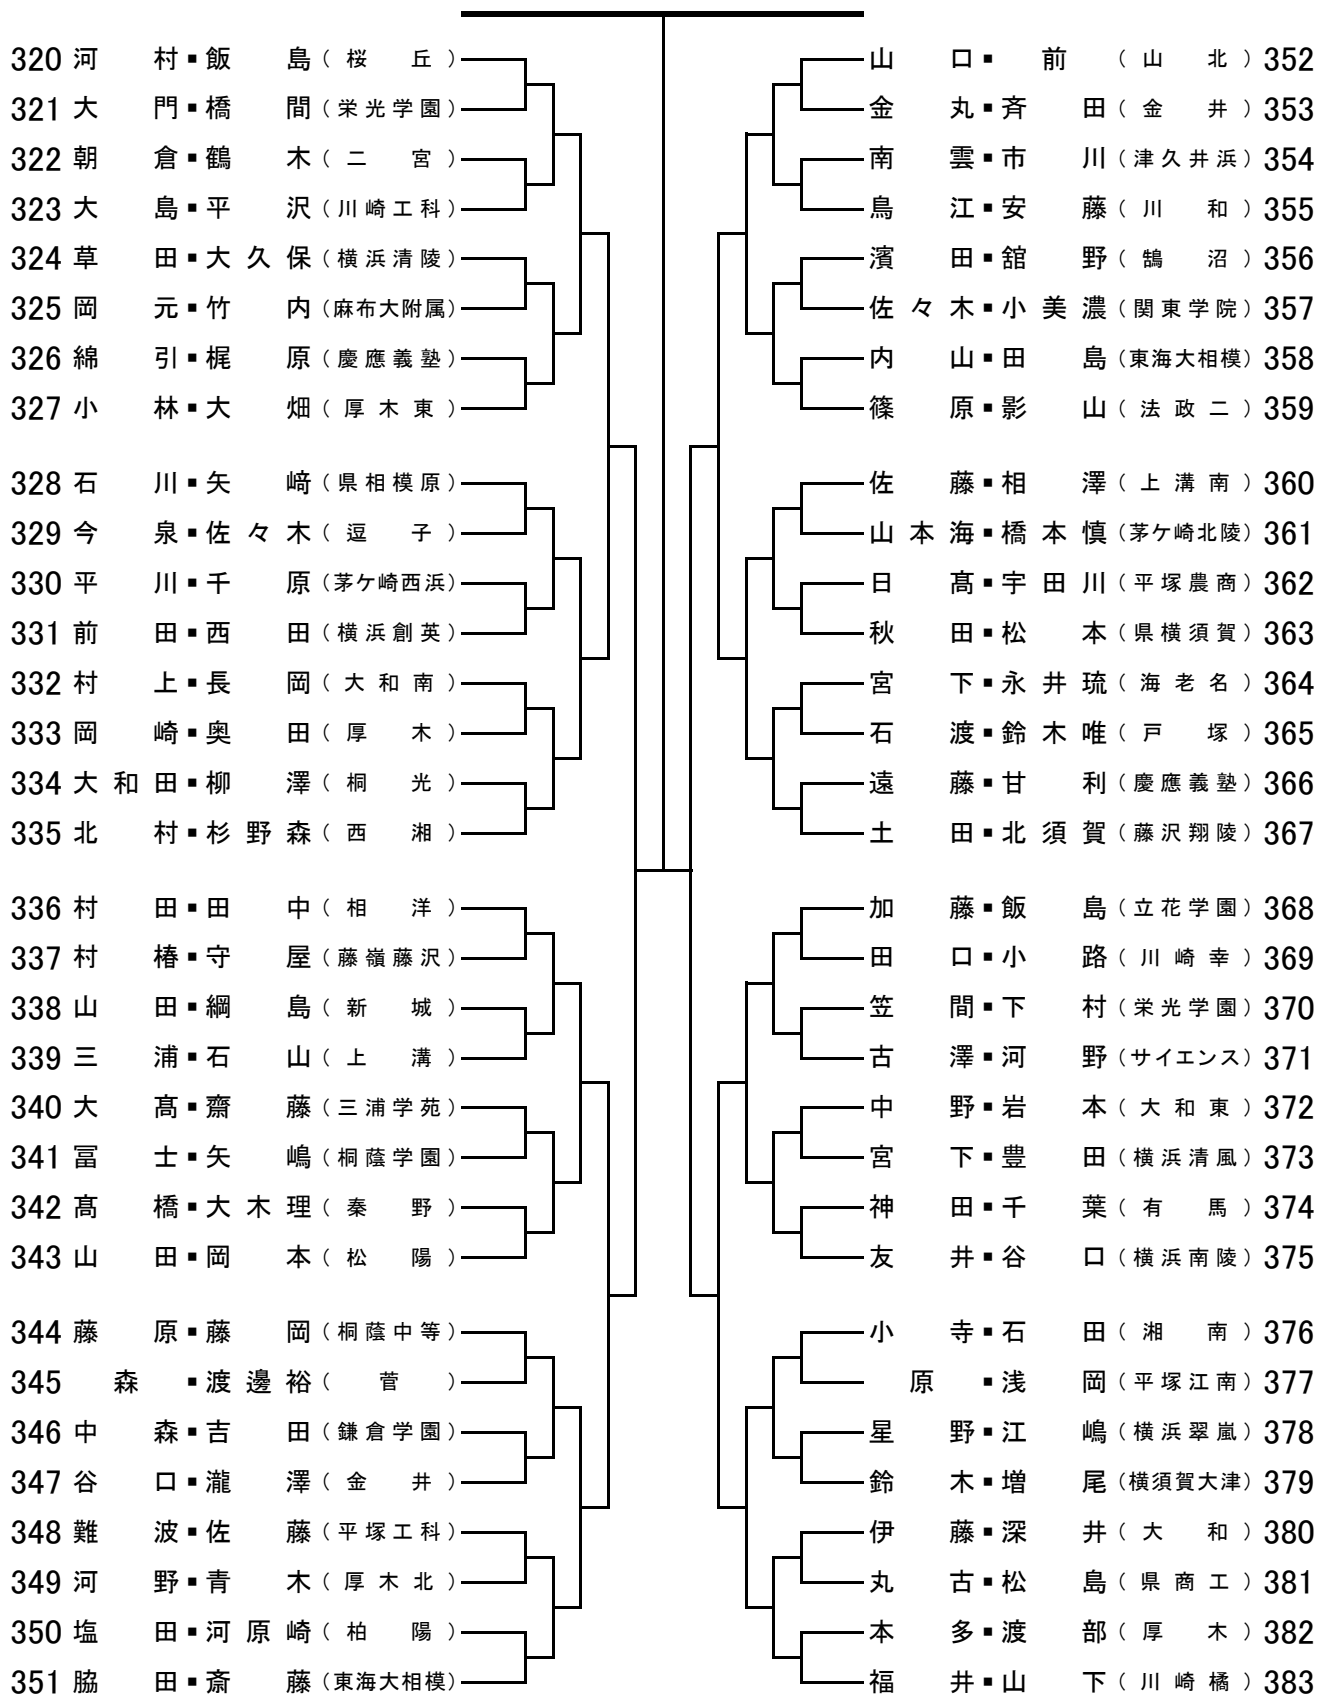 320 河村▪飯島(桜丘)
321 大門▪橋間(栄光学園)
322 朝倉▪鶴木(二宮)
323 大島▪平沢(川崎工科)
324 草田▪大久保(横浜清陵)
325 岡元▪竹内(麻布大附属)
326 綿引▪梶原(慶應義塾)
327 小林▪大畑(厚木東)
328 石川▪矢﨑(県相模原)
329 今泉▪佐々木(逗子)
330 平川▪千原(茅ケ崎西浜)
331 前田▪西田(横浜創英)
332 村上▪長岡(大和南)
333 岡崎▪奥田(厚木)
334 大和田▪柳澤(桐光)
335 北村▪杉野森(西湘)
336 村田▪田中(相洋)
337 村椿▪守屋(藤嶺藤沢)
338 山田▪綱島(新城)
339 三浦▪石山(上溝)
340 大髙▪齋藤(三浦学苑)
341 冨士▪矢嶋(桐蔭学園)
342 髙橋▪大木理(秦野)
343 山田▪岡本(松陽)
344 藤原▪藤岡(桐蔭中等)
345 森▪渡邊裕(菅)
346 中森▪吉田(鎌倉学園)
347 谷口▪瀧澤(金井)
348 難波▪佐藤(平塚工科)
349 河野▪青木(厚木北)
350 塩田▪河原崎(柏陽)
351 脇田▪斎藤(東海大相模)
山口▪前(山北)352
金丸▪斉田(金井)353
南雲▪市川(津久井浜)354
鳥江▪安藤(川和)355
濱田▪舘野(鵠沼)356
佐々木▪小美濃(関東学院)357
内山▪田島(東海大相模)358
篠原▪影山(法政二)359
佐藤▪相澤(上溝南)360
山本海▪橋本慎(茅ケ崎北陵)361
日髙▪宇田川(平塚農商)362
秋田▪松本(県横須賀)363
宮下▪永井琉(海老名)364
石渡▪鈴木唯(戸塚)365
遠藤▪甘利(慶應義塾)366
土田▪北須賀(藤沢翔陵)367
加藤▪飯島(立花学園)368
田口▪小路(川崎幸)369
笠間▪下村(栄光学園)370
古澤▪河野(サイエンス)371
中野▪岩本(大和東)372
宮下▪豊田(横浜清風)373
神田▪千葉(有馬)374
友井▪谷口(横浜南陵)375
小寺▪石田(湘南)376
原▪浅岡(平塚江南)377
星野▪江嶋(横浜翠嵐)378
鈴木▪増尾(横須賀大津)379
伊藤▪深井(大和)380
丸古▪松島(県商工)381
本多▪渡部(厚木)382
福井▪山下(川崎橘)383